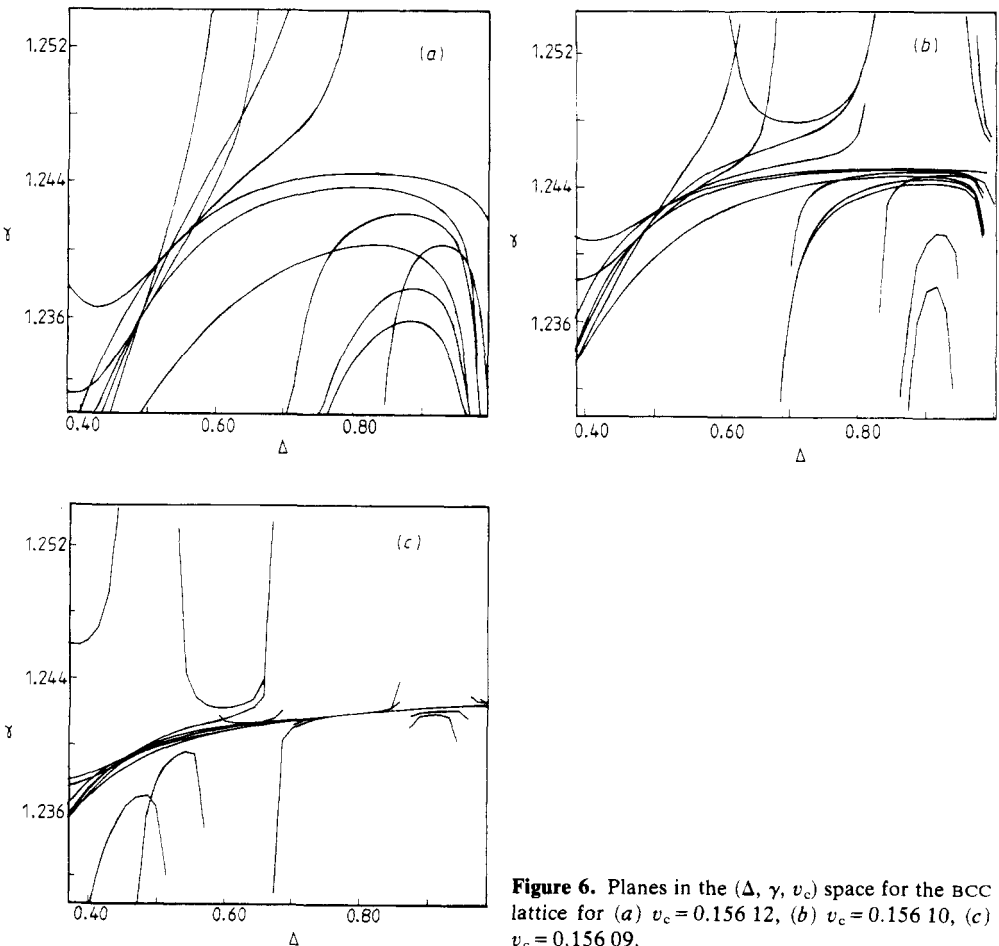 (a)
1.252
1.244
1.236
γ
0.40
0.60
0.80
Δ
(b)
1.252
1.244
1.236
γ
0.40
0.60
0.80
Δ
(c)
1.252
1.244
1.236
γ
0.40
0.60
0.80
Δ
Figure 6. Planes in the (Δ, γ, v_c) space for the BCC
lattice for (a) v_c = 0.156 12, (b) v_c = 0.156 10, (c)
v_c = 0.156 09.